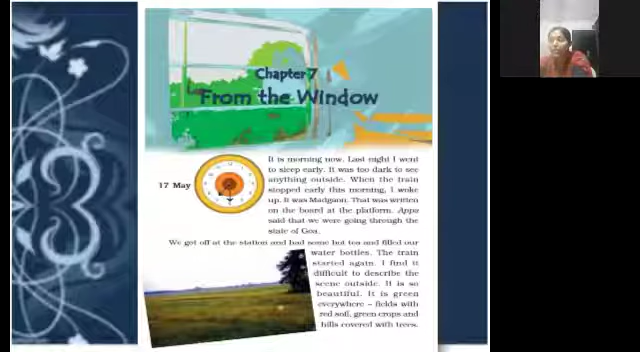 Chapter 7
From the Window
17 May
It is morning now. Last night I went
to sleep early. It was too dark to see
anything outside. When the train
stopped early this morning, I woke
up. It was Madgaon. That was written
on the board at the platform. Appa
said that we were going through the
state of Goa.
We got off at the station and had some hot tea and filled our
water bottles. The train
started again. I find it
difficult to describe the
scene outside. It is so
beautiful. It is green
everywhere – fields with
red soil, green crops and
hills covered with trees.